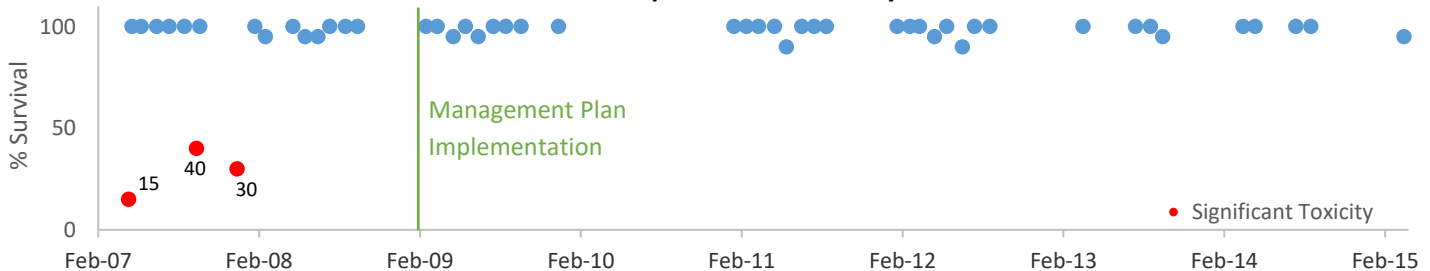 100
% Survival
50
0
15
40
30
Management Plan
Implementation
Significant Toxicity
Feb-07 Feb-08 Feb-09 Feb-10 Feb-11 Feb-12 Feb-13 Feb-14 Feb-15